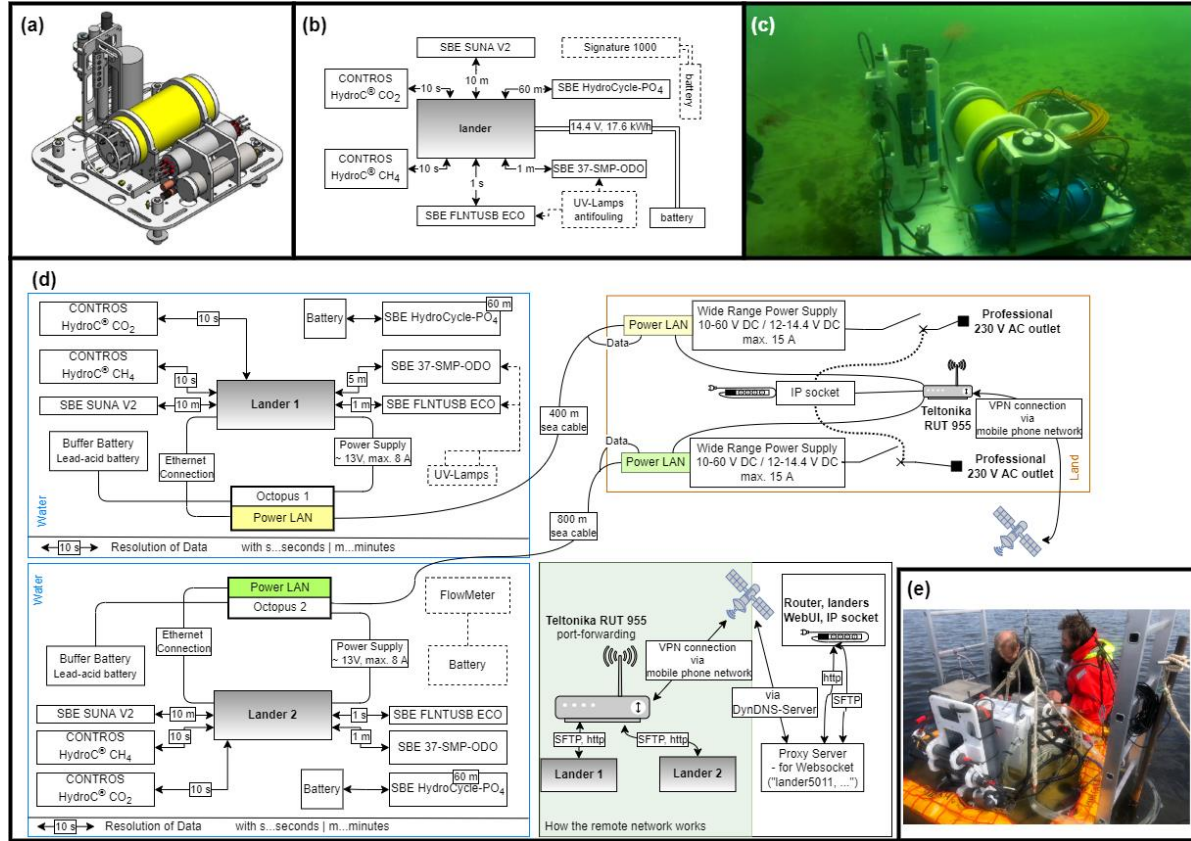 (a)
(b)
SBE SUNA V2
Signature 1000
battery
CONTROS
HydroC® CO2
10 s
10 m
60 m
SBE HydroCycle-PO4
lander
14.4 V, 17.6 kWh
CONTROS
HydroC® CH4
10 s
1 s
1 m
SBE 37-SMP-ODO
UV-Lamps
antifouling
SBE FLNTUSB ECO
battery
(c)
(d)
CONTROS
HydroC® CO2
10 s
Battery
60 m
SBE HydroCycle-PO4
CONTROS
HydroC® CH4
10 s
5 m
SBE 37-SMP-ODO
Lander 1
SBE SUNA V2
10 m
1 m
SBE FLNTUSB ECO
Buffer Battery
Lead-acid battery
Ethernet
Connection
Power Supply
~ 13V, max. 8 A
UV-Lamps
Octopus 1
Power LAN
Water
10 s
Resolution of Data
with s...seconds | m...minutes
400 m
sea cable
800 m
sea cable
Power LAN
Data
Wide Range Power Supply
10-60 V DC / 12-14.4 V DC
max. 15 A
Professional
230 V AC outlet
IP socket
Teltonika
RUT 955
VPN connection
via
mobile phone network
Data
Power LAN
Wide Range Power Supply
10-60 V DC / 12-14.4 V DC
max. 15 A
Professional
230 V AC outlet
Land
Water
Power LAN
Octopus 2
FlowMeter
Ethernet
Connection
Power Supply
~ 13V, max. 8 A
Buffer Battery
Lead-acid battery
Battery
Lander 2
SBE SUNA V2
10 m
1 s
SBE FLNTUSB ECO
CONTROS
HydroC® CH4
10 s
1 m
SBE 37-SMP-ODO
CONTROS
HydroC® CO2
10 s
Battery
60 m
SBE HydroCycle-PO4
10 s
Resolution of Data
with s...seconds | m...minutes
Teltonika RUT 955
port-forwarding
VPN connection
via
mobile phone network
Router, landers
WebUI, IP socket
http
SFTP
via
DynDNS-Server
SFTP, http
SFTP, http
Lander 1
Lander 2
Proxy Server
- for Websocket
("lander5011, ...")
How the remote network works
(e)